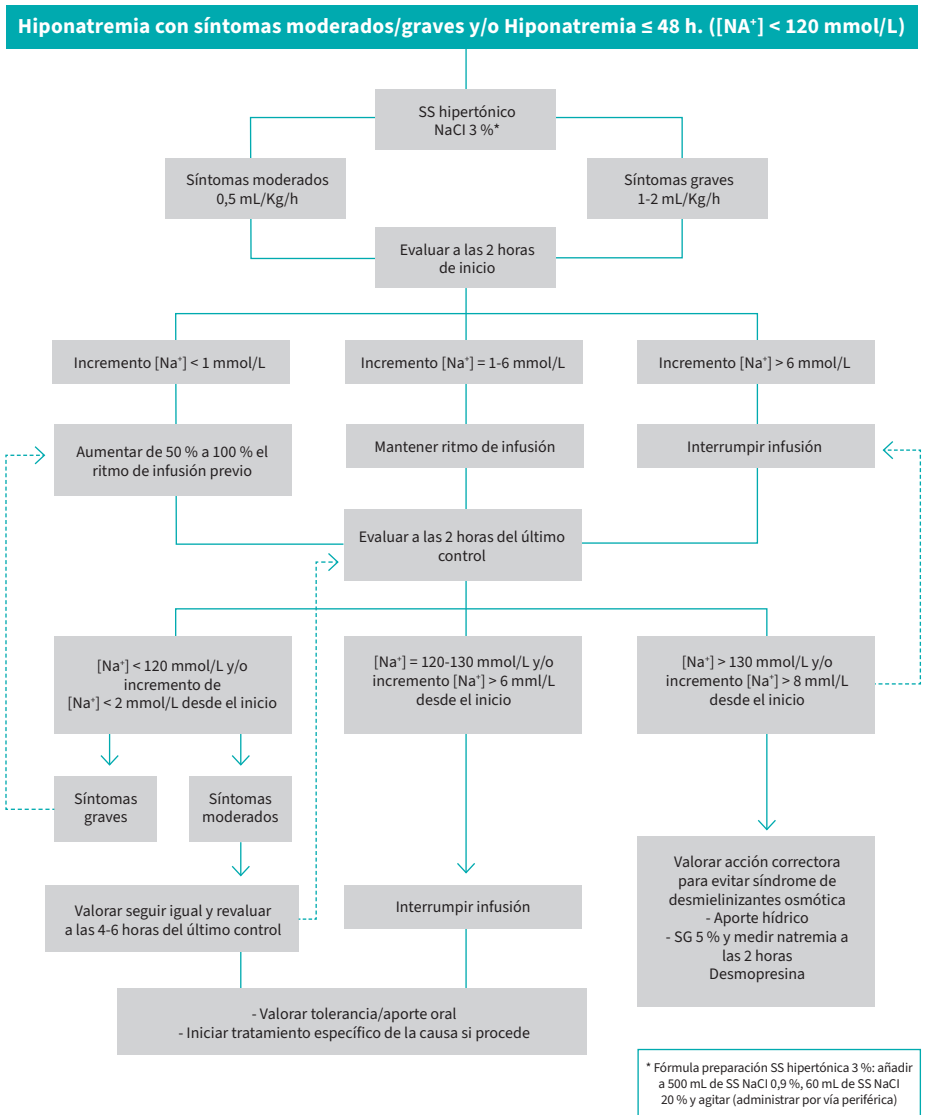 Hiponatremia con síntomas moderados/graves y/o Hiponatremia ≤ 48 h. ([NA⁺] < 120 mmol/L)
SS hipertónico
NaCI 3 %*
Síntomas moderados
0,5 mL/Kg/h
Síntomas graves
1-2 mL/Kg/h
Evaluar a las 2 horas
de inicio
Incremento [Na⁺] < 1 mmol/L
Incremento [Na⁺] = 1-6 mmol/L
Incremento [Na⁺] > 6 mmol/L
Aumentar de 50 % a 100 % el
ritmo de infusión previo
Mantener ritmo de infusión
Interrumpir infusión
Evaluar a las 2 horas del último
control
[Na⁺] < 120 mmol/L y/o
incremento de
[Na⁺] < 2 mmol/L desde el inicio
[Na⁺] = 120-130 mmol/L y/o
incremento [Na⁺] > 6 mml/L
desde el inicio
[Na⁺] > 130 mmol/L y/o
incremento [Na⁺] > 8 mml/L
desde el inicio
Síntomas
graves
Síntomas
moderados
Valorar seguir igual y revaluar
a las 4-6 horas del último control
Interrumpir infusión
Valorar acción correctora
para evitar síndrome de
desmielinizantes osmótica
- Aporte hídrico
- SG 5 % y medir natremia a
las 2 horas
Desmopresina
- Valorar tolerancia/aporte oral
- Iniciar tratamiento específico de la causa si procede
* Fórmula preparación SS hipertónica 3 %: añadir
a 500 mL de SS NaCI 0,9 %, 60 mL de SS NaCI
20 % y agitar (administrar por vía periférica)